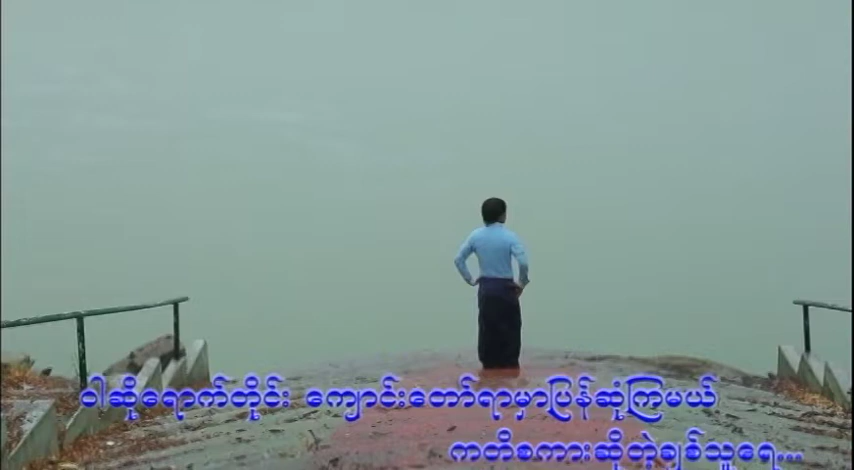 ဝါဆိုရောက်တိုင်း ကျောင်းတော်ရာမှာပြန်ဆုံကြမယ်
ကတိစကားဆိုတဲ့ချစ်သူရေ...